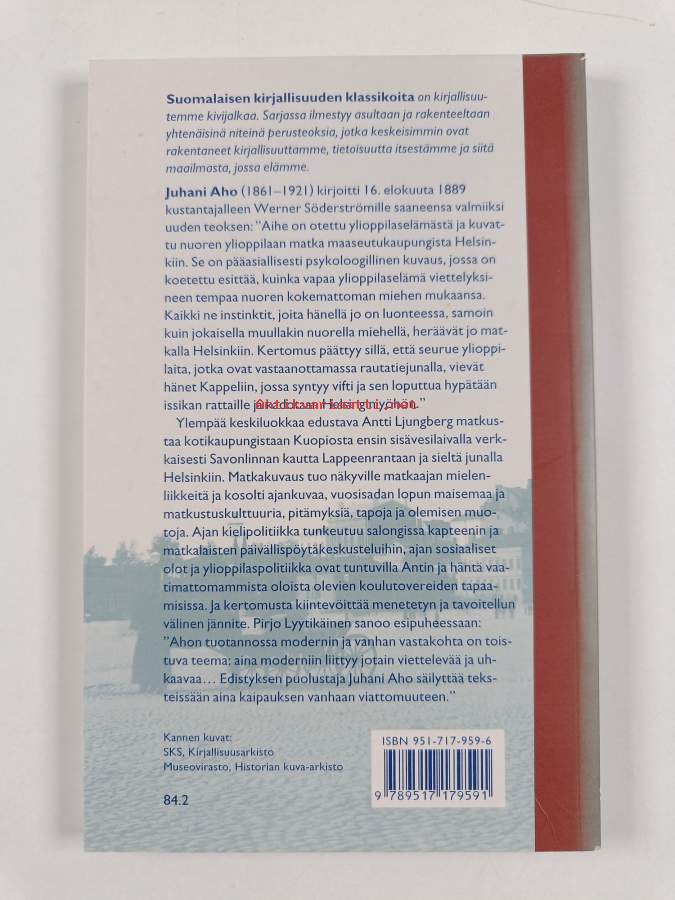 Suomalaisen kirjallisuuden klassikoita on kirjallisuu-
temme kivijalkaa. Sarjassa ilmestyy asultaan ja rakenteeltaan
yhtenäisinä niteinä perusteoksia, jotka keskeisimmin ovat
rakentaneet kirjallisuuttamme, tietoisuutta itsestämme ja siitä
maailmasta, jossa elämme.
Juhani Aho (1861–1921) kirjoitti 16. elokuuta 1889
kustantajalleen Werner Söderströmille saaneensa valmiiksi
uuden teoksen: ”Aihe on otettu ylioppilaselämästä ja kuvat-
tu nuoren ylioppilaan matka maaseutukaupungista Helsin-
kiin. Se on pääasiallisesti psykoloogillinen kuvaus, jossa on
koetettu esittää, kuinka vapaa ylioppilaselämä viettelyksi-
neen tempaa nuoren kokemattoman miehen mukaansa.
Kaikki ne instinktit, joita hänellä jo on luonteessa, samoin
kuin jokaisella muullakin nuorella miehellä, heräävät jo mat-
kalla Helsinkiin. Kertomus päättyy sillä, että seurue ylioppi-
laita, jotka ovat vastaanottamassa rautatiejunalla, vievät
hänet Kappeliin, jossa syntyy vifti ja sen loputtua hypätään
issikan rattaille ja Helsingin yöhön.”
Ylempää keskiluokkaa edustava Antti Ljungberg matkus-
taa kotikaupungistaan Kuopiosta ensin sisävesilaivalla verk-
kaisesti Savonlinnan kautta Lappeenrantaan ja sieltä junalla
Helsinkiin. Matkakuvaus tuo näkyville matkaajan mielen-
liikkeitä ja kosolti ajankuvaa, vuosisadan lopun maisemaa ja
matkustuskulttuuria, pitämyksiä, tapoja ja olemisen muo-
toja. Ajan kielipolitiikka tunkeutuu salongissa kapteenin ja
matkalaisten päivällispöytäkeskusteluihin, ajan sosiaaliset
olot ja ylioppilaspolitiikka ovat tuntuvilla Antin ja häntä vaa-
timattomammista oloista olevien koulutovereiden tapaa-
misissa. Ja kertomusta kiintevöittää menetetyn ja tavoitellun
välinen jännite. Pirjo Lyytikäinen sanoo esipuheessaan:
”Ahon tuotannossa modernin ja vanhan vastakohta on tois-
tuva teema: aina moderniin liittyy jotain viettelevää ja uh-
kaavaa... Edistyksen puolustaja Juhani Aho säilyttää teks-
teissään aina kaipauksen vanhaan viattomuuteen.”
Kannen kuvat:
SKS, Kirjallisuusarkisto
Museovirasto, Historian kuva-arkisto
84.2
ISBN 951-717-959-6
9 789517 179591